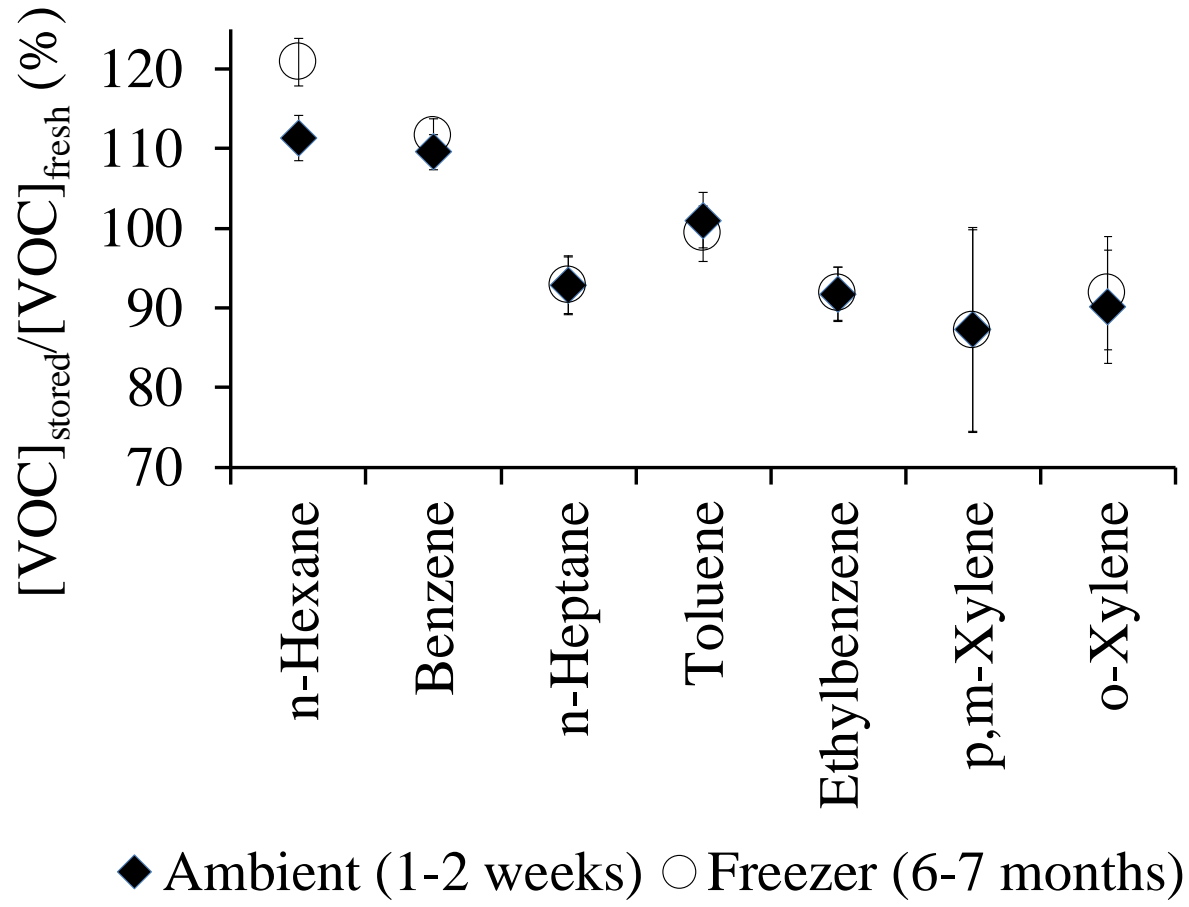 [VOC]stored/[VOC]fresh (%)
120
110
100
90
80
70
n-Hexane
Benzene
n-Heptane
Toluene
Ethylbenzene
p,m-Xylene
o-Xylene
Ambient (1-2 weeks) Freezer (6-7 months)